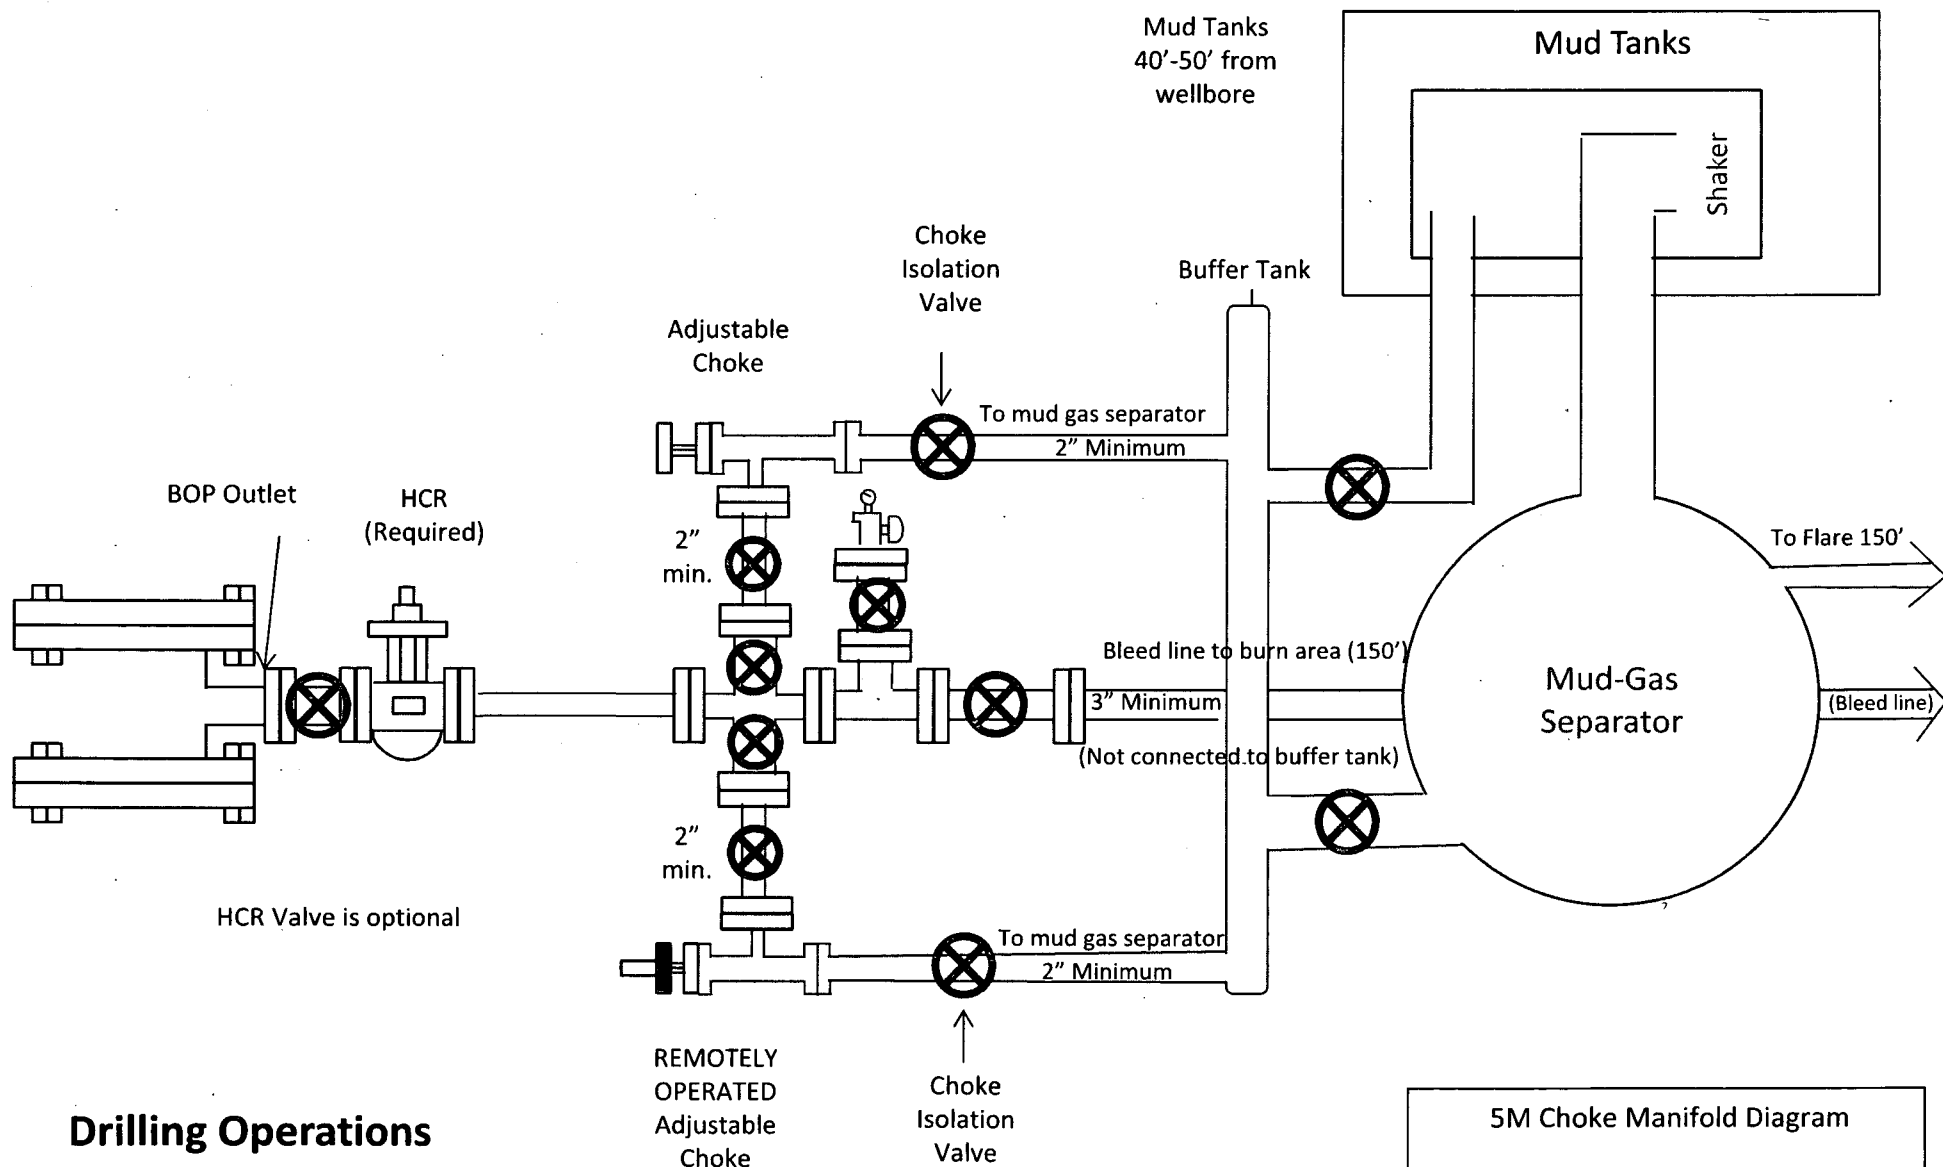 Mud Tanks
40’-50’ from
wellbore
Mud Tanks
Shaker
Choke
Isolation
Valve
Buffer Tank
Adjustable
Choke
To mud gas separator
2” Minimum
BOP Outlet
HCR
(Required)
2”
min.
To Flare 150’
Bleed line to burn area (150’)
3” Minimum
Mud-Gas
Separator
(Bleed line)
(Not connected to buffer tank)
2”
min.
HCR Valve is optional
To mud gas separator
2” Minimum
REMOTELY
OPERATED
Adjustable
Choke
Choke
Isolation
Valve
Drilling Operations
5M Choke Manifold Diagram